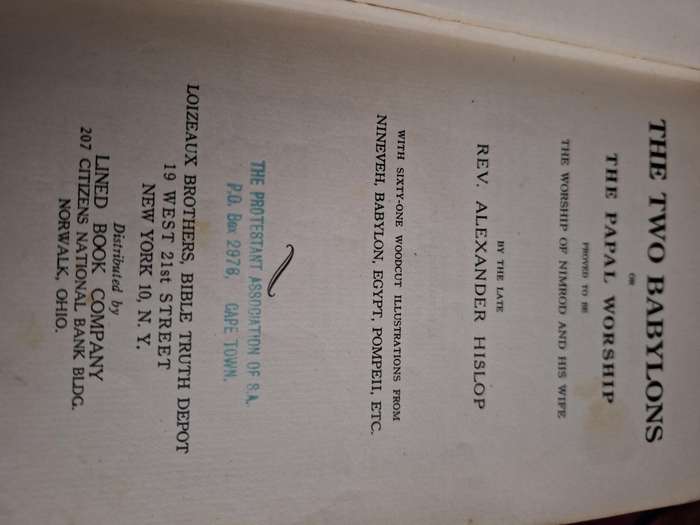 THE TWO BABYLONS
OR
THE PAPAL WORSHIP
PROVED TO BE
THE WORSHIP OF NIMROD AND HIS WIFE
BY THE LATE
REV. ALEXANDER HISLOP
WITH SIXTY-ONE WOODCUT ILLUSTRATIONS FROM
NINEVEH, BABYLON, EGYPT, POMPEII, ETC.
THE PROTESTANT ASSOCIATION OF S.A.
P.O. Box 2976, CAPE TOWN.
LOIZEAUX BROTHERS, BIBLE TRUTH DEPOT
19 WEST 21st STREET
NEW YORK 10, N. Y.
Distributed by
LINED BOOK COMPANY
207 CITIZENS NATIONAL BANK BLDG.
NORWALK, OHIO.